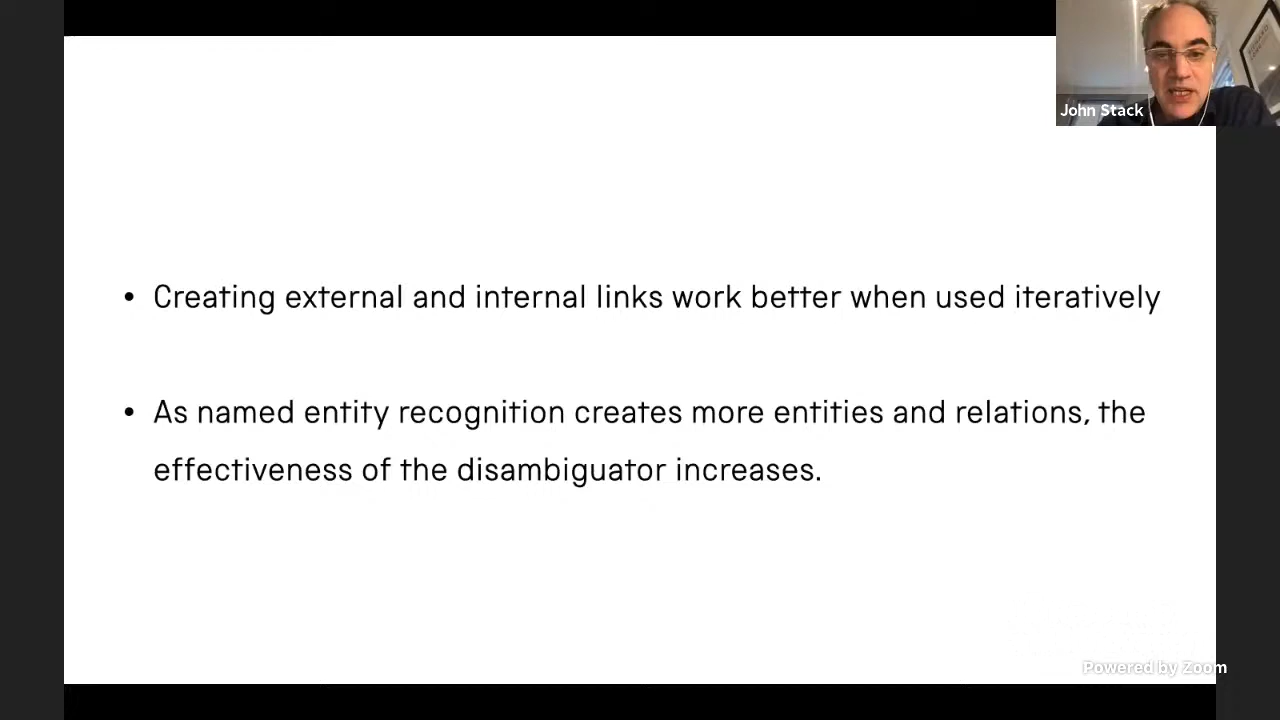 John Stack
• Creating external and internal links work better when used iteratively
• As named entity recognition creates more entities and relations, the
effectiveness of the disambiguator increases.
Powered by Zoom